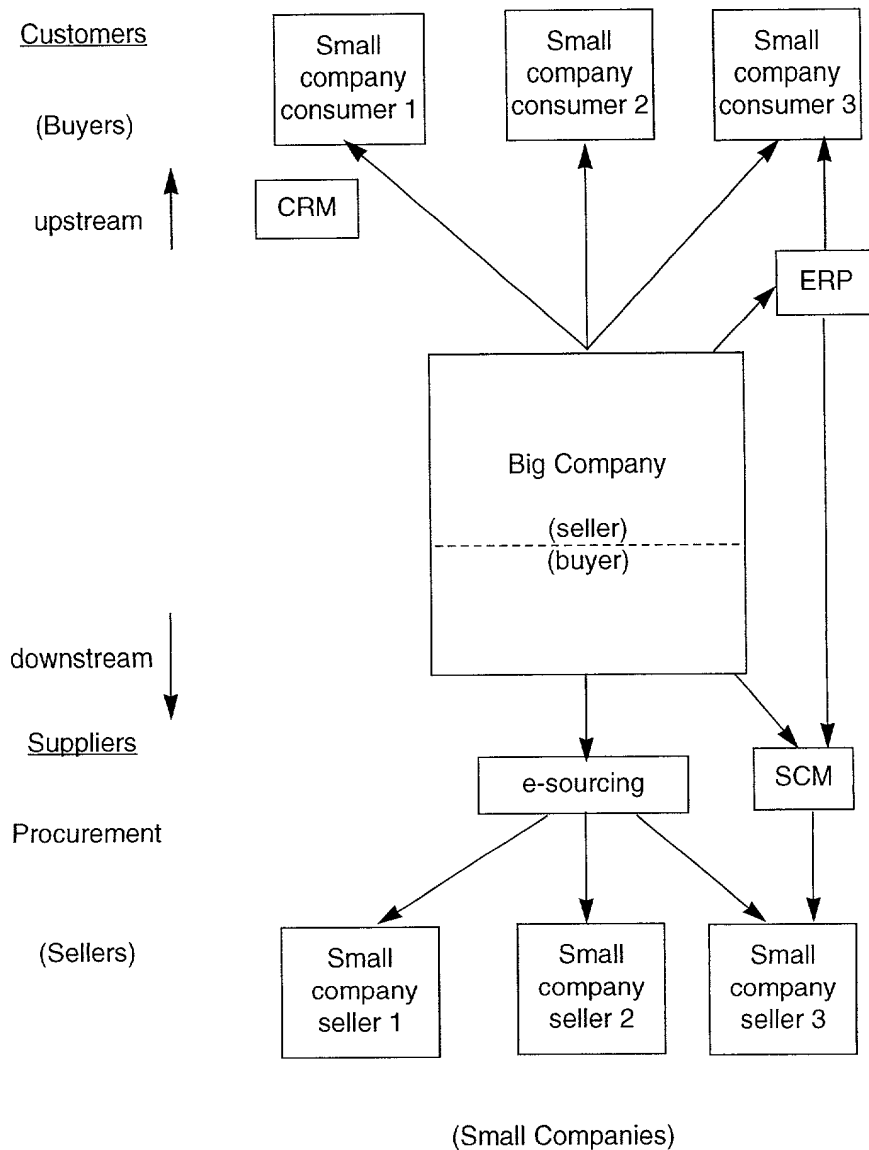 Customers
Small
company
consumer 1
Small
company
consumer 2
Small
company
consumer 3
(Buyers)
CRM
upstream
ERP
Big Company
(seller)
(buyer)
downstream
Suppliers
e-sourcing
SCM
Procurement
(Sellers)
Small
company
seller 1
Small
company
seller 2
Small
company
seller 3
(Small Companies)